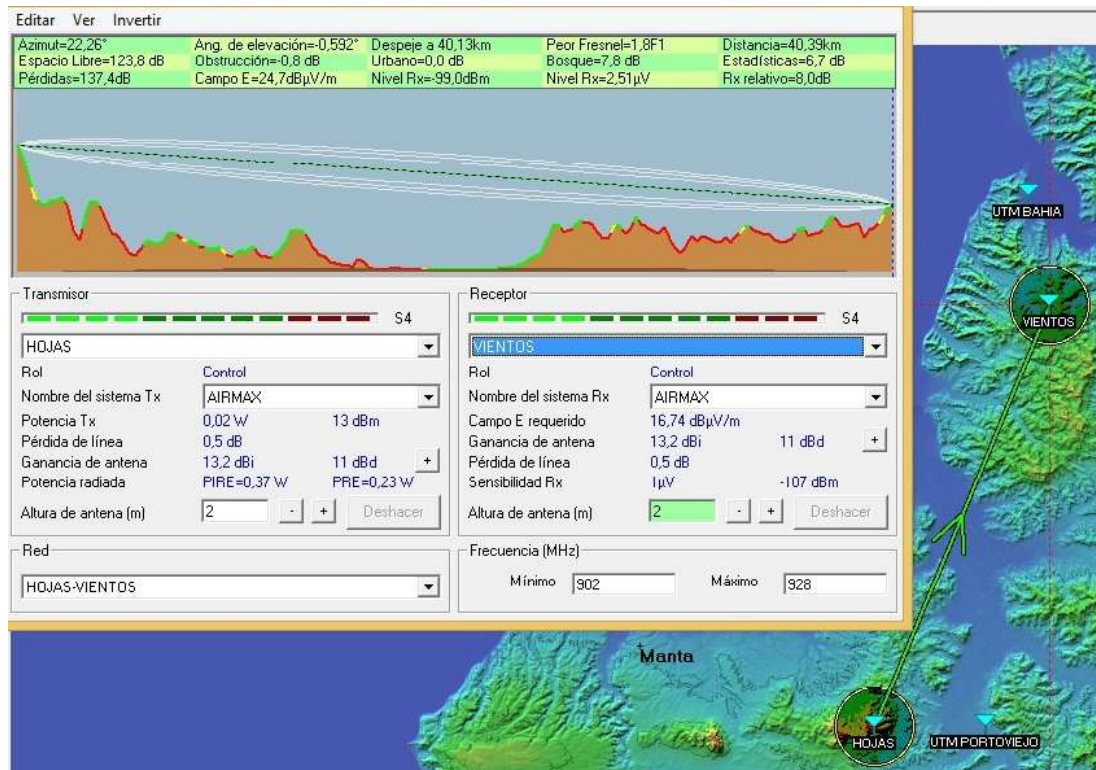 Editar Ver Invertir
Azimut=22,26° Ang. de elevación=-0,592° Despeje a 40,13km Peor Fresnel=1,8F1 Distancia=40,39km
Espacio Libre=123,8 dB Obstrucción=-0,8 dB Urbano=0,0 dB Bosque=7,8 dB Estadísticas=6,7 dB
Pérdidas=137,4dB Campo E=24,7dBμV/m Nivel Rx=-99,0dBm Nivel Rx=2,51μV Rx relativo=8,0dB
Transmisor
S4
HOJAS
Rol Control
Nombre del sistema Tx AIRMAX
Potencia Tx 0,02 W 13 dBm
Pérdida de línea 0,5 dB
Ganancia de antena 13,2 dBi 11 dBd +
Potencia radiada PIRE=0,37 W PRE=0,23 W
Altura de antena (m) 2 - + Deshacer
Red
HOJAS-VIENTOS
Receptor
S4
VIENTOS
Rol Control
Nombre del sistema Rx AIRMAX
Campo E requerido 16,74 dBμV/m
Ganancia de antena 13,2 dBi 11 dBd +
Pérdida de línea 0,5 dB
Sensibilidad Rx 1μV -107 dBm
Altura de antena (m) 2 - + Deshacer
Frecuencia (MHz)
Mínimo 902 Máximo 928
UTM BAHIA
VIENTOS
Manta
HOJAS
UTM PORTOVIEJO